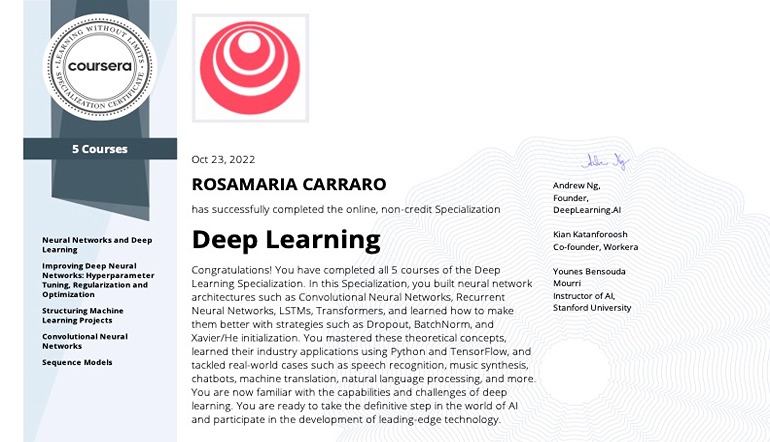 LEARNING WITHOUT LIMITS
coursera
SPECIALIZATION CERTIFICATE
5 Courses
Neural Networks and Deep
Learning
Improving Deep Neural
Networks: Hyperparameter
Tuning, Regularization and
Optimization
Structuring Machine
Learning Projects
Convolutional Neural
Networks
Sequence Models
Oct 23, 2022
ROSAMARIA CARRARO
has successfully completed the online, non-credit Specialization
Deep Learning
Congratulations! You have completed all 5 courses of the Deep
Learning Specialization. In this Specialization, you built neural network
architectures such as Convolutional Neural Networks, Recurrent
Neural Networks, LSTMs, Transformers, and learned how to make
them better with strategies such as Dropout, BatchNorm, and
Xavier/He initialization. You mastered these theoretical concepts,
learned their industry applications using Python and TensorFlow, and
tackled real-world cases such as speech recognition, music synthesis,
chatbots, machine translation, natural language processing, and more.
You are now familiar with the capabilities and challenges of deep
learning. You are ready to take the definitive step in the world of AI
and participate in the development of leading-edge technology.
Andrew Ng,
Founder,
DeepLearning.AI
Kian Katanforoosh
Co-founder, Workera
Younes Bensouda
Mourri
Instructor of AI,
Stanford University